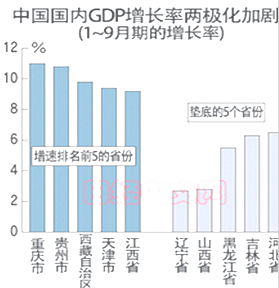 中国国内GDP增长率两极化加剧
(1~9月期的增长率)
12
%
10
8
6
4
2
0
增速排名前5的省份
垫底的5个省份
重庆市
贵州市
西藏自治区
天津市
江西省
辽宁省
山西省
黑龙江省
吉林省
河北省